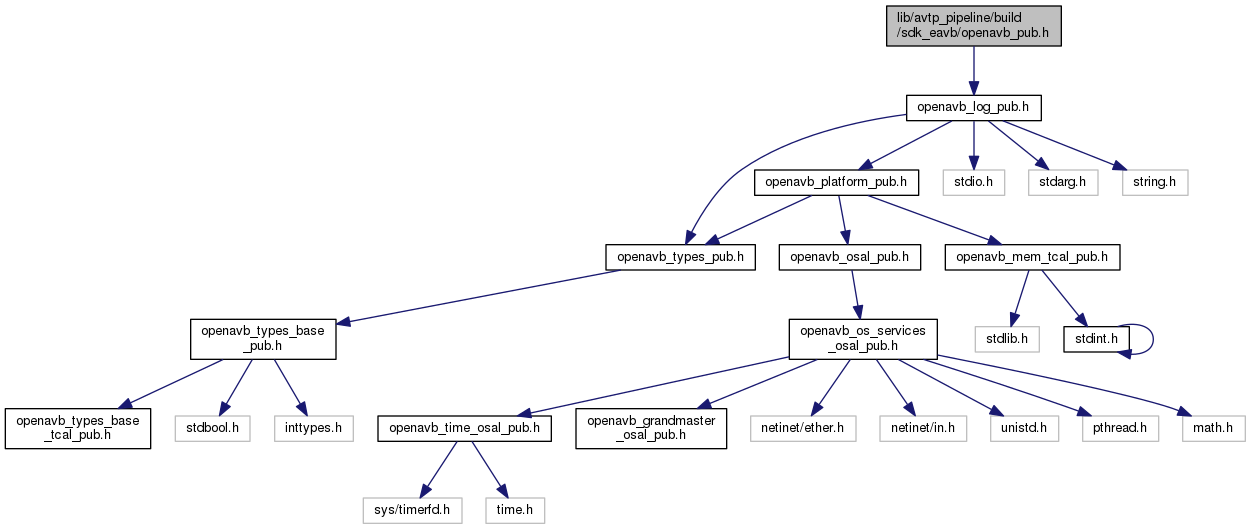 lib/avtp_pipeline/build
/sdk_eavb/openavb_pub.h
openavb_log_pub.h
openavb_platform_pub.h
stdio.h
stdarg.h
string.h
openavb_types_pub.h
openavb_osal_pub.h
openavb_mem_tcal_pub.h
openavb_types_base
_pub.h
openavb_os_services
_osal_pub.h
stdlib.h
stdint.h
openavb_types_base
_tcal_pub.h
stdbool.h
inttypes.h
openavb_time_osal_pub.h
openavb_grandmaster
_osal_pub.h
netinet/ether.h
netinet/in.h
unistd.h
pthread.h
math.h
sys/timerfd.h
time.h